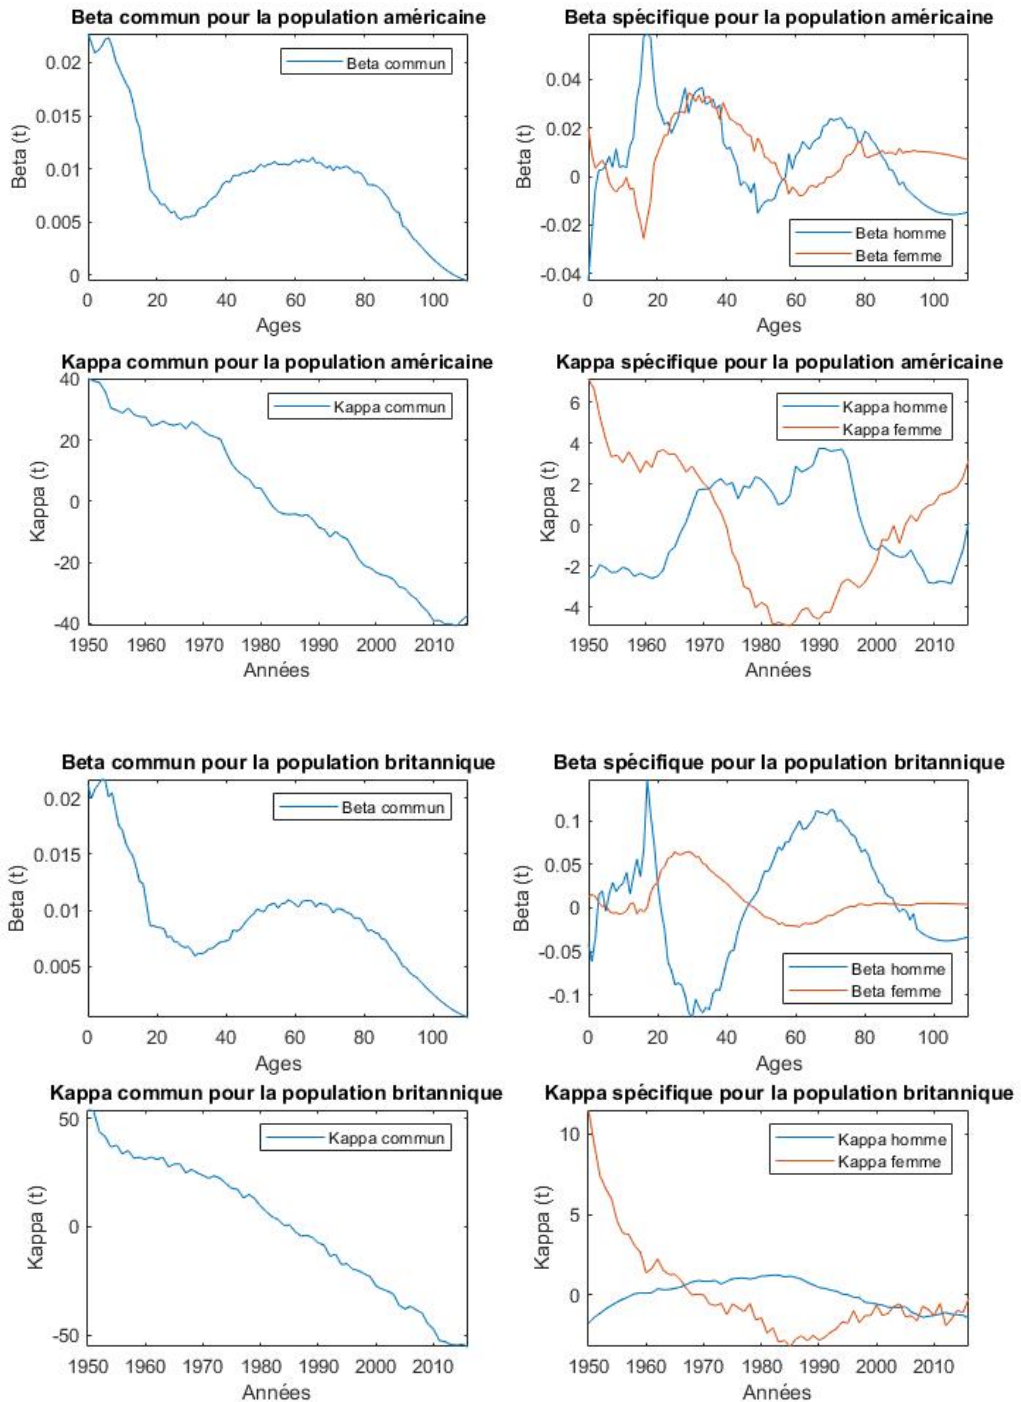 Beta commun pour la population américaine
Beta commun
0.02
0.015
0.01
0.005
0
Beta (t)
0 20 40 60 80 100
Ages
Beta spécifique pour la population américaine
0.04
0.02
0
-0.02
-0.04
Beta (t)
Beta homme
Beta femme
0 20 40 60 80 100
Ages
Kappa commun pour la population américaine
Kappa commun
40
20
0
-20
-40
Kappa (t)
1950 1960 1970 1980 1990 2000 2010
Années
Kappa spécifique pour la population américaine
Kappa homme
Kappa femme
6
4
2
0
-2
-4
Kappa (t)
1950 1960 1970 1980 1990 2000 2010
Années
Beta commun pour la population britannique
Beta commun
0.02
0.015
0.01
0.005
Beta (t)
0 20 40 60 80 100
Ages
Beta spécifique pour la population britannique
0.1
0.05
0
-0.05
-0.1
Beta (t)
Beta homme
Beta femme
0 20 40 60 80 100
Ages
Kappa commun pour la population britannique
Kappa commun
50
0
-50
Kappa (t)
1950 1960 1970 1980 1990 2000 2010
Années
Kappa spécifique pour la population britannique
Kappa homme
Kappa femme
10
5
0
Kappa (t)
1950 1960 1970 1980 1990 2000 2010
Années